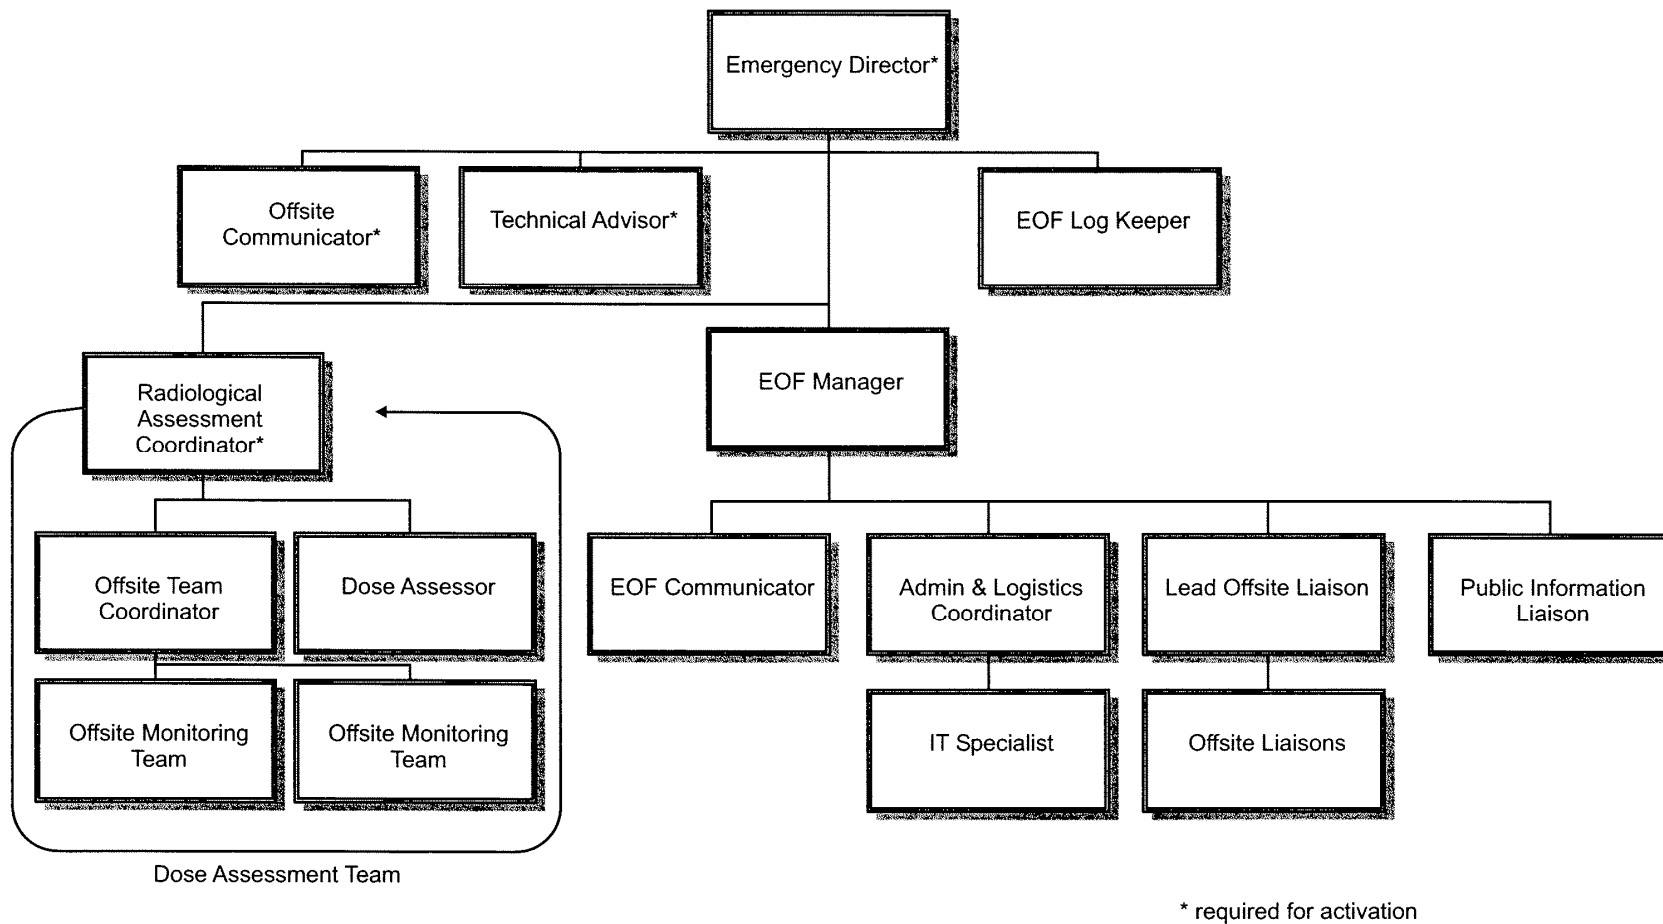 Emergency Director*
Offsite
Communicator*
Technical Advisor*
EOF Log Keeper
Radiological
Assessment
Coordinator*
EOF Manager
Offsite Team
Coordinator
Dose Assessor
EOF Communicator
Admin & Logistics
Coordinator
Lead Offsite Liaison
Public Information
Liaison
Offsite Monitoring
Team
Offsite Monitoring
Team
IT Specialist
Offsite Liaisons
Dose Assessment Team
* required for activation